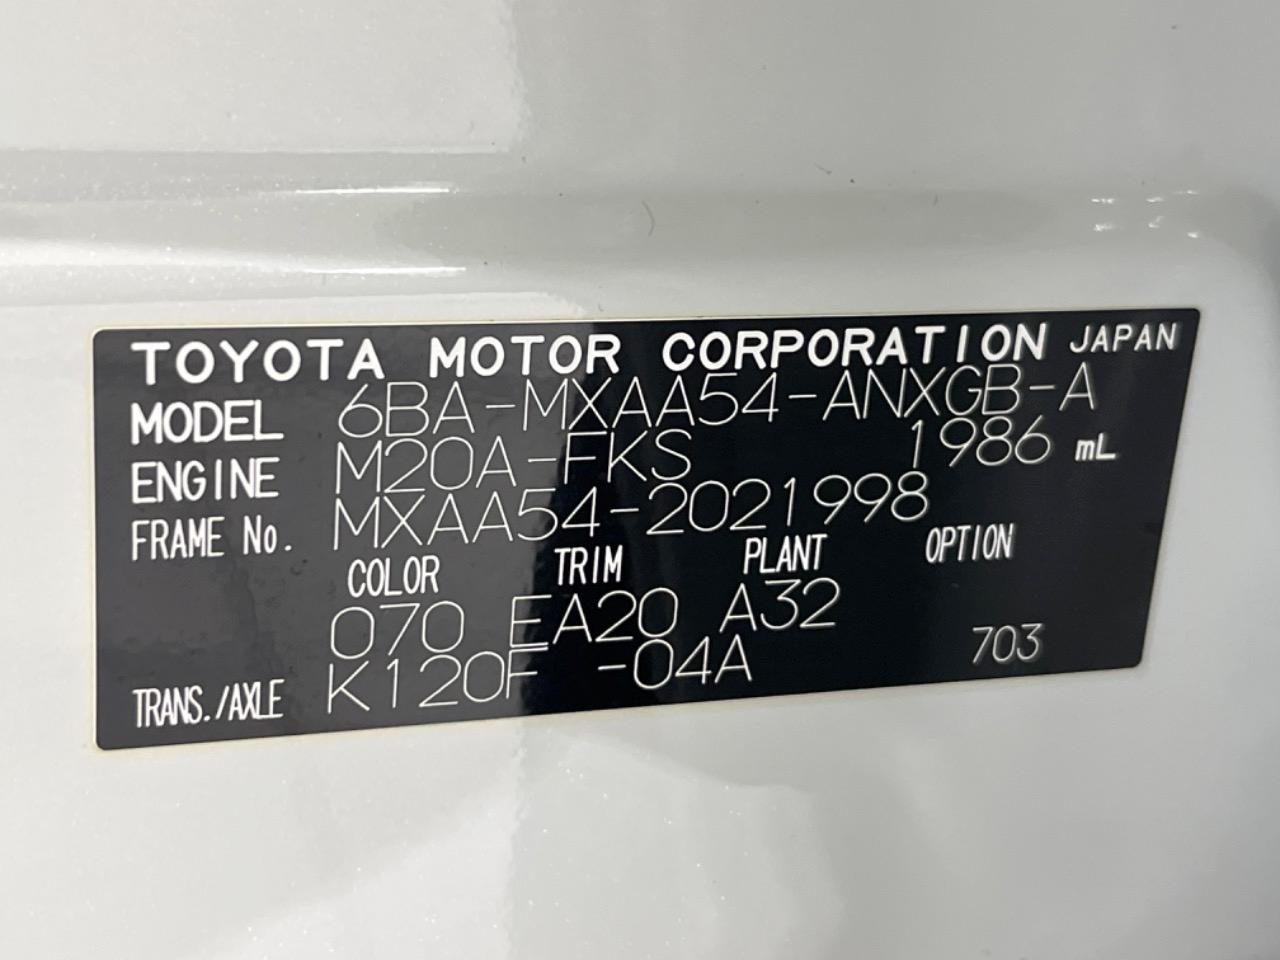 TOYOTA MOTOR CORPORATION JAPAN
MODEL 6BA-MXAA54-ANXGB-A
ENGINE M20A-FKS 1986 mL
FRAME No. MXAA54-2021998
COLOR TRIM PLANT OPTION
070 EA20 A32
TRANS./AXLE K120F -04A 703